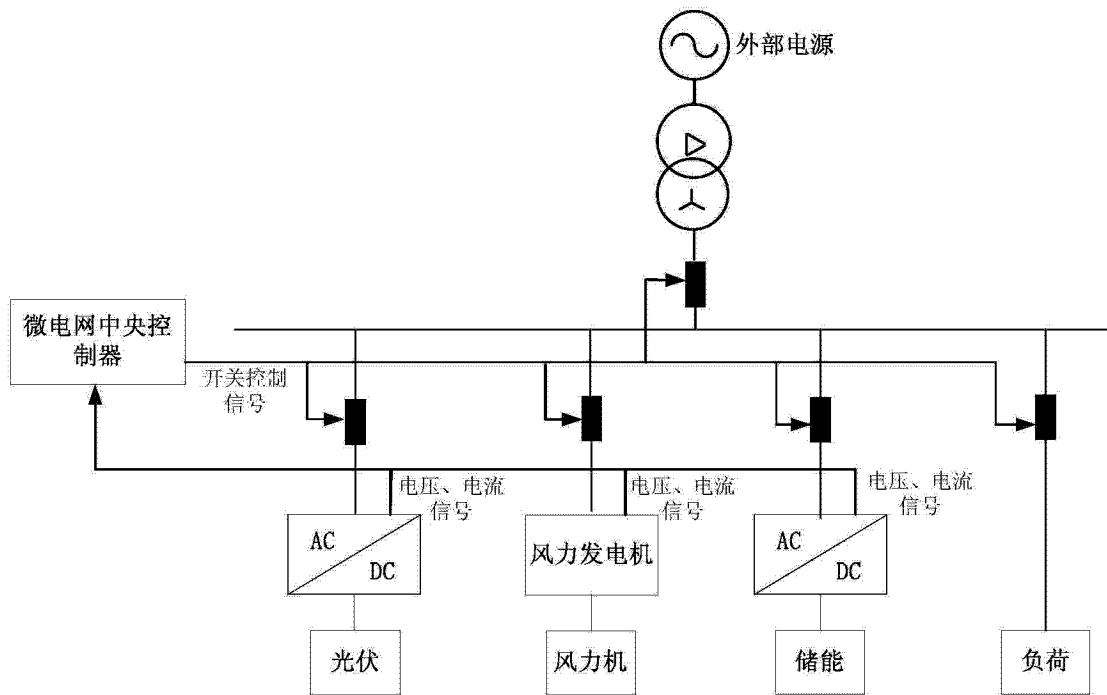 外部电源
微电网中央控
制器
开关控制
信号
电压、电流
信号
电压、电流
信号
电压、电流
信号
AC
DC
风力发电机
AC
DC
光伏
风力机
储能
负荷